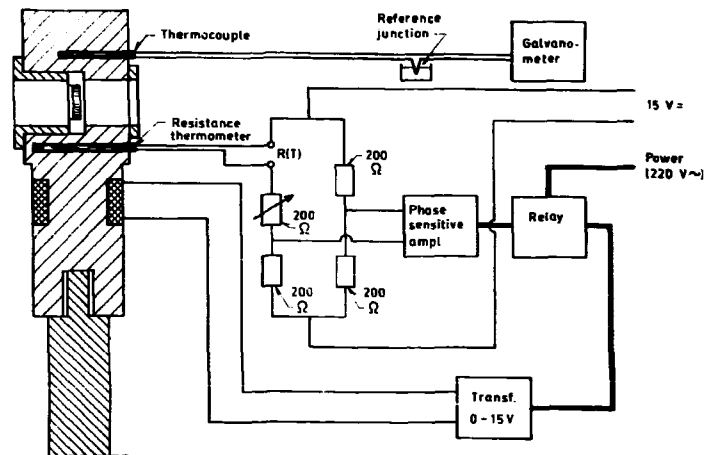 Thermocouple
Reference
junction
Galvano-
meter
Resistance
thermometer
R(T)
15 V =
200
Ω
Power
(220 V~)
200
Ω
Phase
sensitive
ampl
Relay
200
Ω
200
Ω
Transf.
0-15V